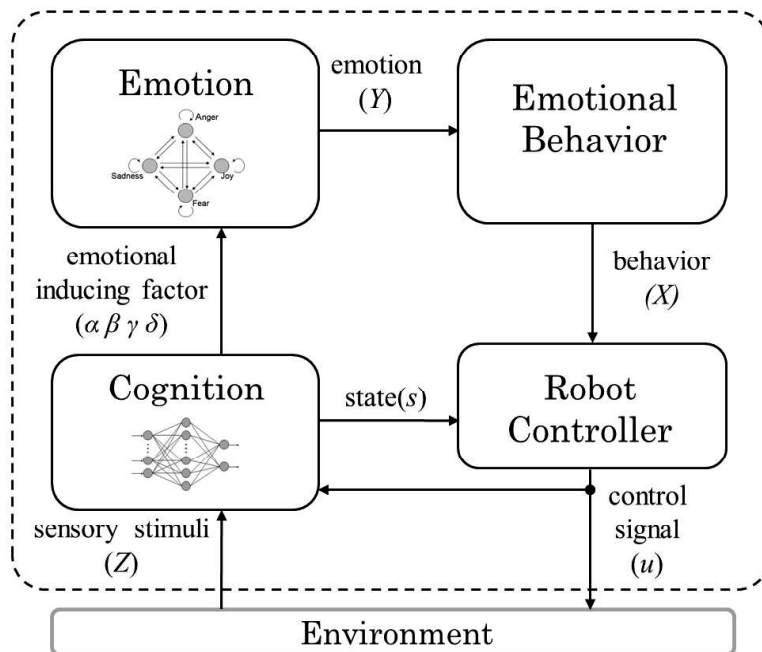 Emotion
Anger
Sadness
Joy
Fear
emotion
(Y)
Emotional
Behavior
emotional
inducing factor
(α β γ δ)
behavior
(X)
Cognition
state(s)
Robot
Controller
sensory stimuli
(Z)
control
signal
(u)
Environment